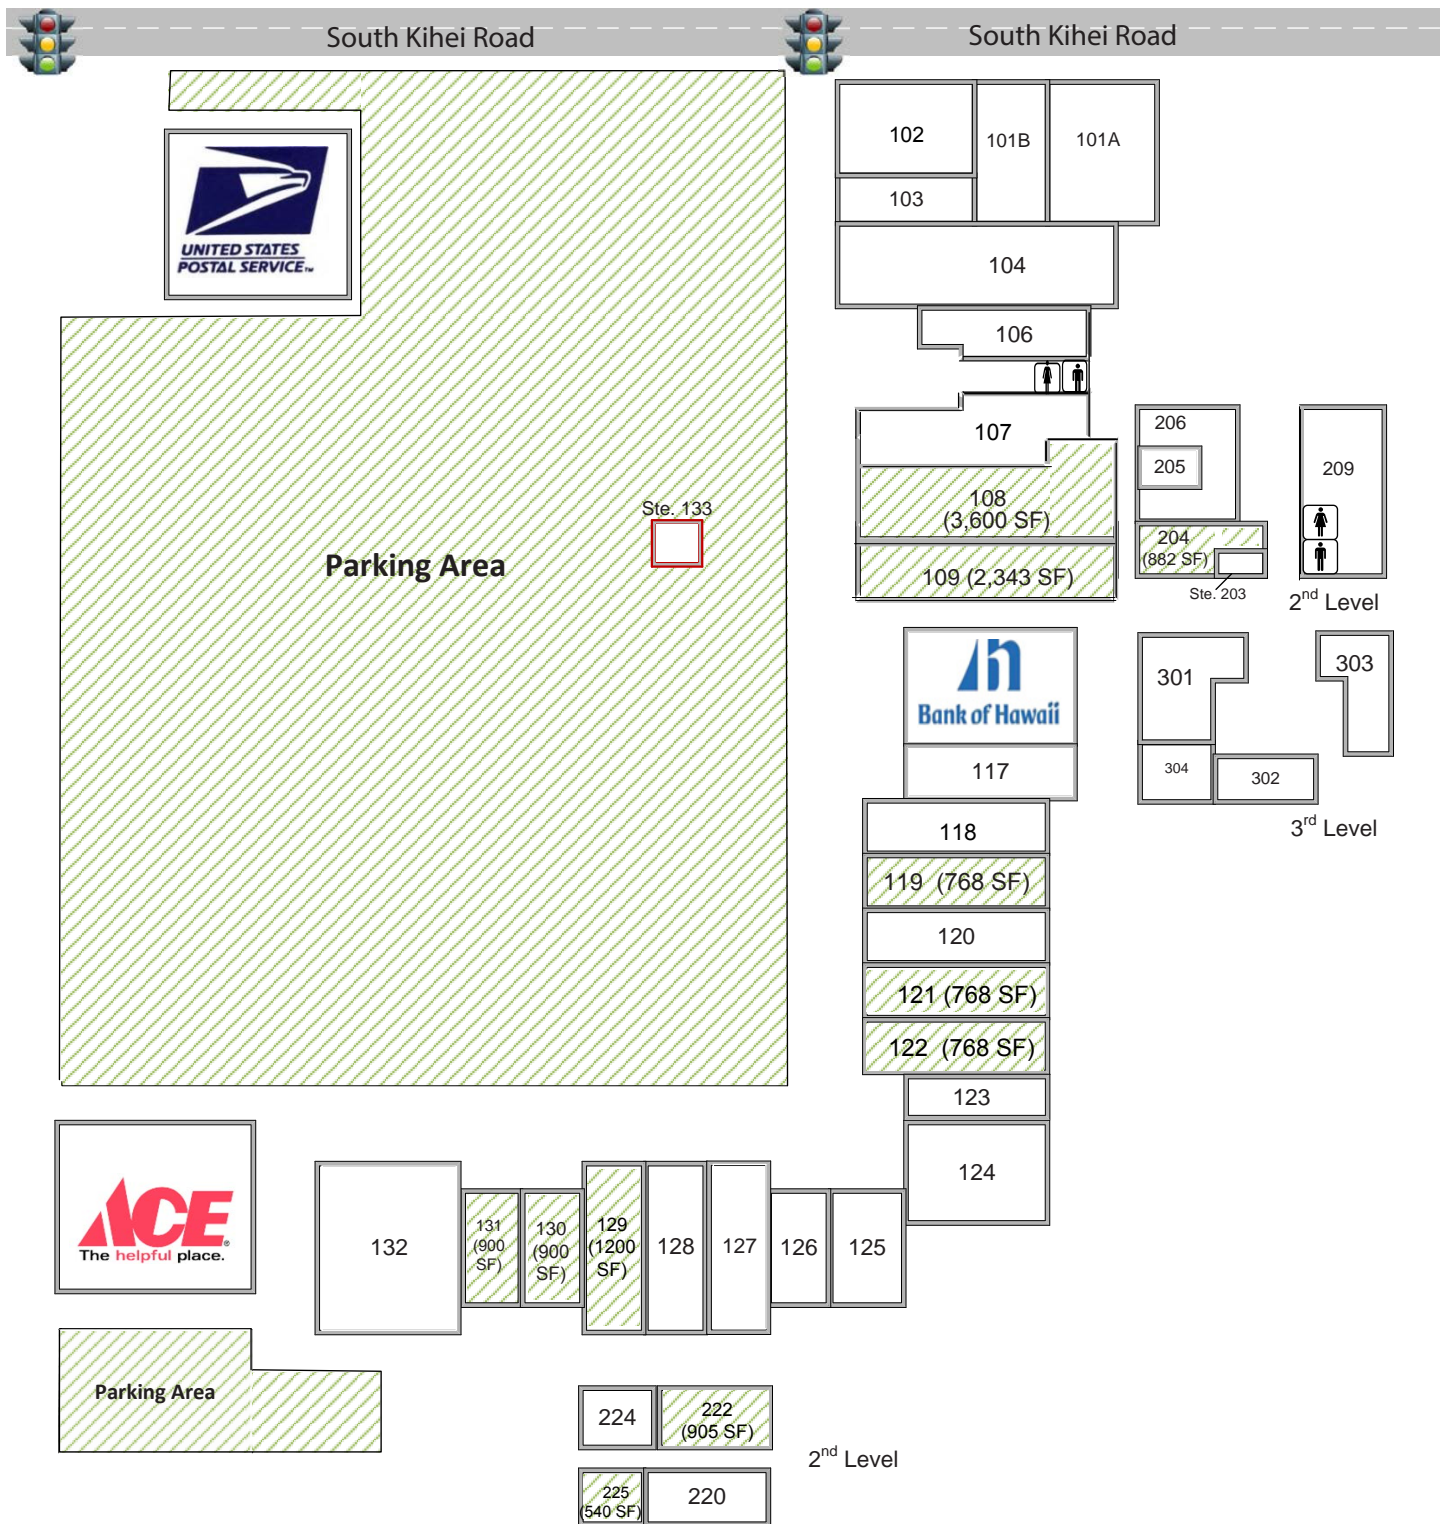 South Kihei Road
South Kihei Road
UNITED STATES
POSTAL SERVICE™
102
101B
101A
103
104
106
107
108
(3,600 SF)
109 (2,343 SF)
206
205
209
204
(882 SF)
Ste. 203
2nd Level
Ste. 133
Parking Area
Bank of Hawaii
117
301
303
304
302
3rd Level
118
119 (768 SF)
120
121 (768 SF)
122 (768 SF)
123
124
ACE®
The helpful place.
132
131
(900
SF)
130
(900
SF)
129
(1200
SF)
128
127
126
125
Parking Area
224
222
(905 SF)
2nd Level
225
(540 SF)
220